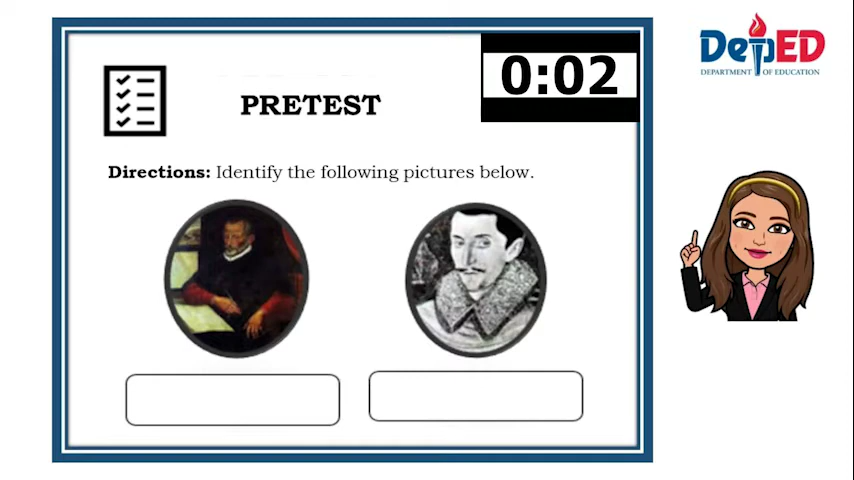 0:02
PRETEST
Directions: Identify the following pictures below.
DepED
DEPARTMENT OF EDUCATION